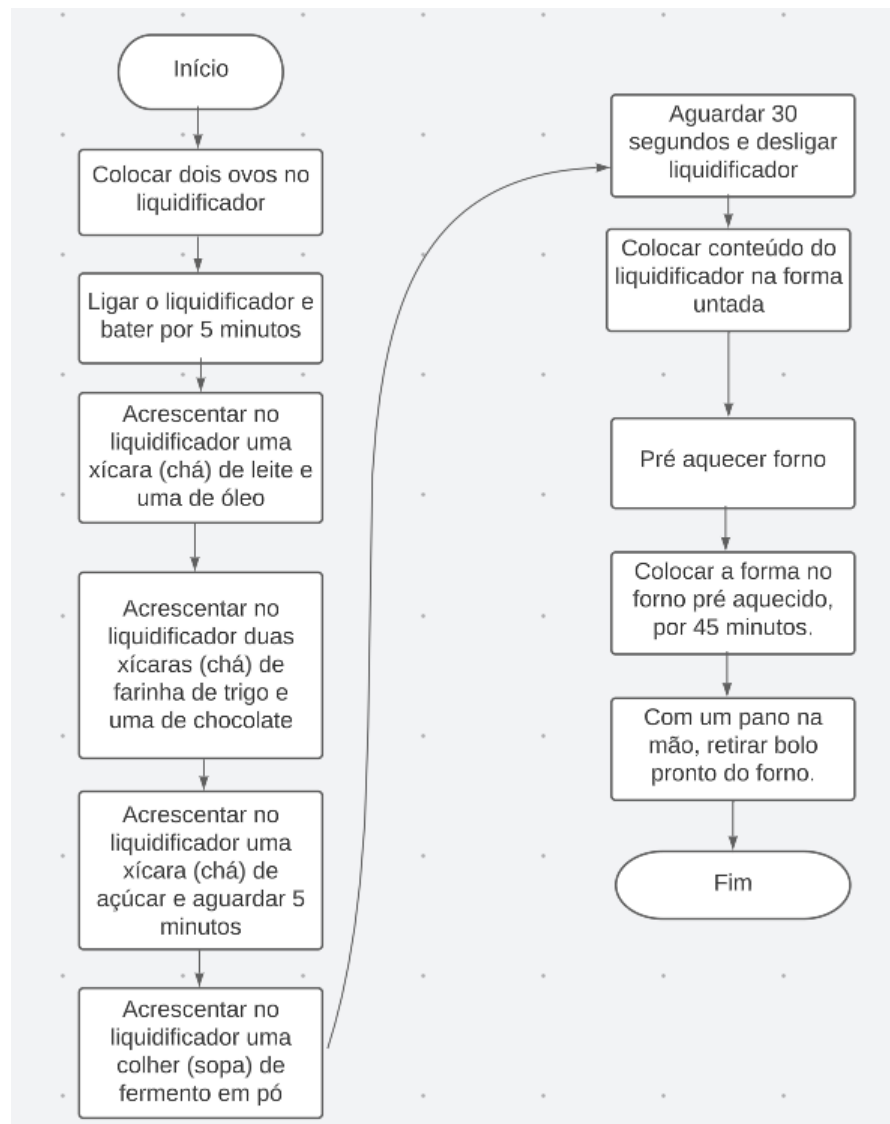 Início
Colocar dois ovos no
liquidificador
Ligar o liquidificador e
bater por 5 minutos
Acrescentar no
liquidificador uma
xícara (chá) de leite e
uma de óleo
Acrescentar no
liquidificador duas
xícaras (chá) de
farinha de trigo e
uma de chocolate
Acrescentar no
liquidificador uma
xícara (chá) de
açúcar e aguardar 5
minutos
Acrescentar no
liquidificador uma
colher (sopa) de
fermento em pó
Aguardar 30
segundos e desligar
liquidificador
Colocar conteúdo do
liquidificador na forma
untada
Pré aquecer forno
Colocar a forma no
forno pré aquecido,
por 45 minutos.
Com um pano na
mão, retirar bolo
pronto do forno.
Fim